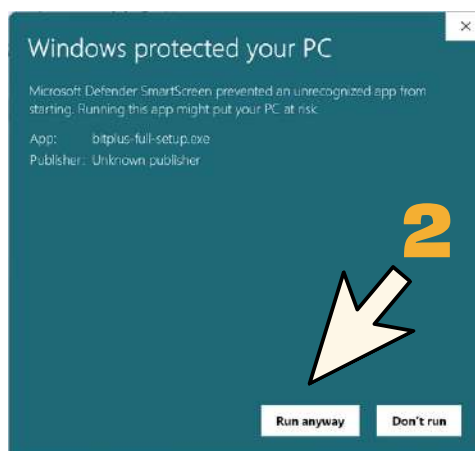 Windows protected your PC
Microsoft Defender SmartScreen prevented an unrecognized app from
starting. Running this app might put your PC at risk.
App: bitplus-full-setup.exe
Publisher: Unknown publisher
2
Run anyway Don't run